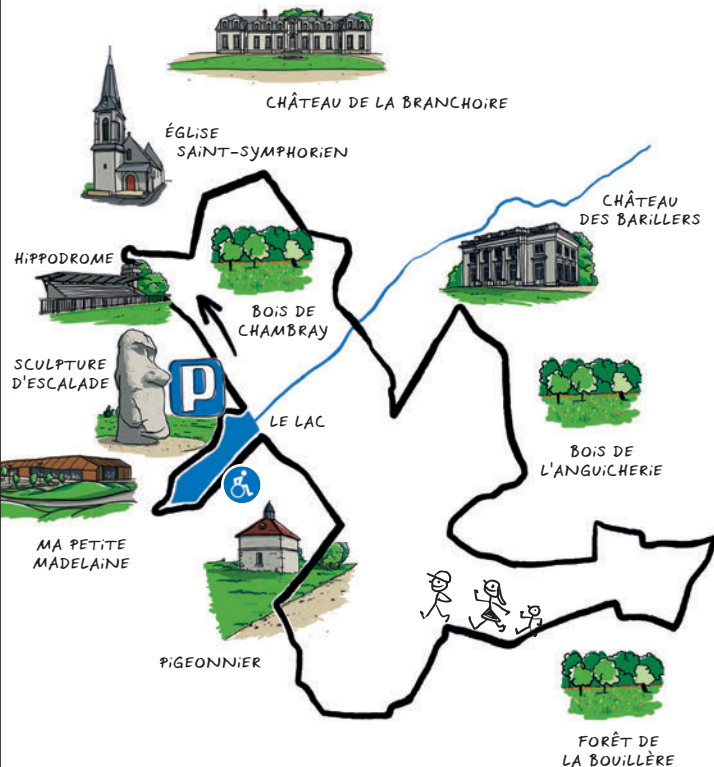 CHÂTEAU DE LA BRANCHOIRE
ÉGLISE
SAINT-SYMPHORIEN
CHÂTEAU
DES BARILLERS
HIPPODROME
BOIS DE
CHAMBRAY
SCULPTURE
D'ESCALADE
P
LE LAC
BOIS DE
L'ANGUICHERIE
MA PETITE
MADELAINE
PIGEONNIER
FORÊT DE
LA BOUILLÈRE